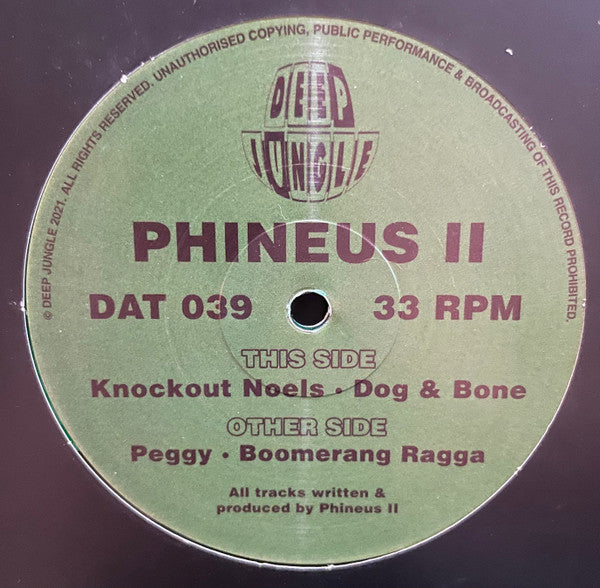 © DEEP JUNGLE 2021. ALL RIGHTS RESERVED. UNAUTHORISED COPYING, PUBLIC PERFORMANCE & BROADCASTING OF THIS RECORD PROHIBITED.
DEEP
JUNGLE
PHINEUS II
DAT 039 33 RPM
THIS SIDE
Knockout Noels • Dog & Bone
OTHER SIDE
Peggy • Boomerang Ragga
All tracks written &
produced by Phineus II